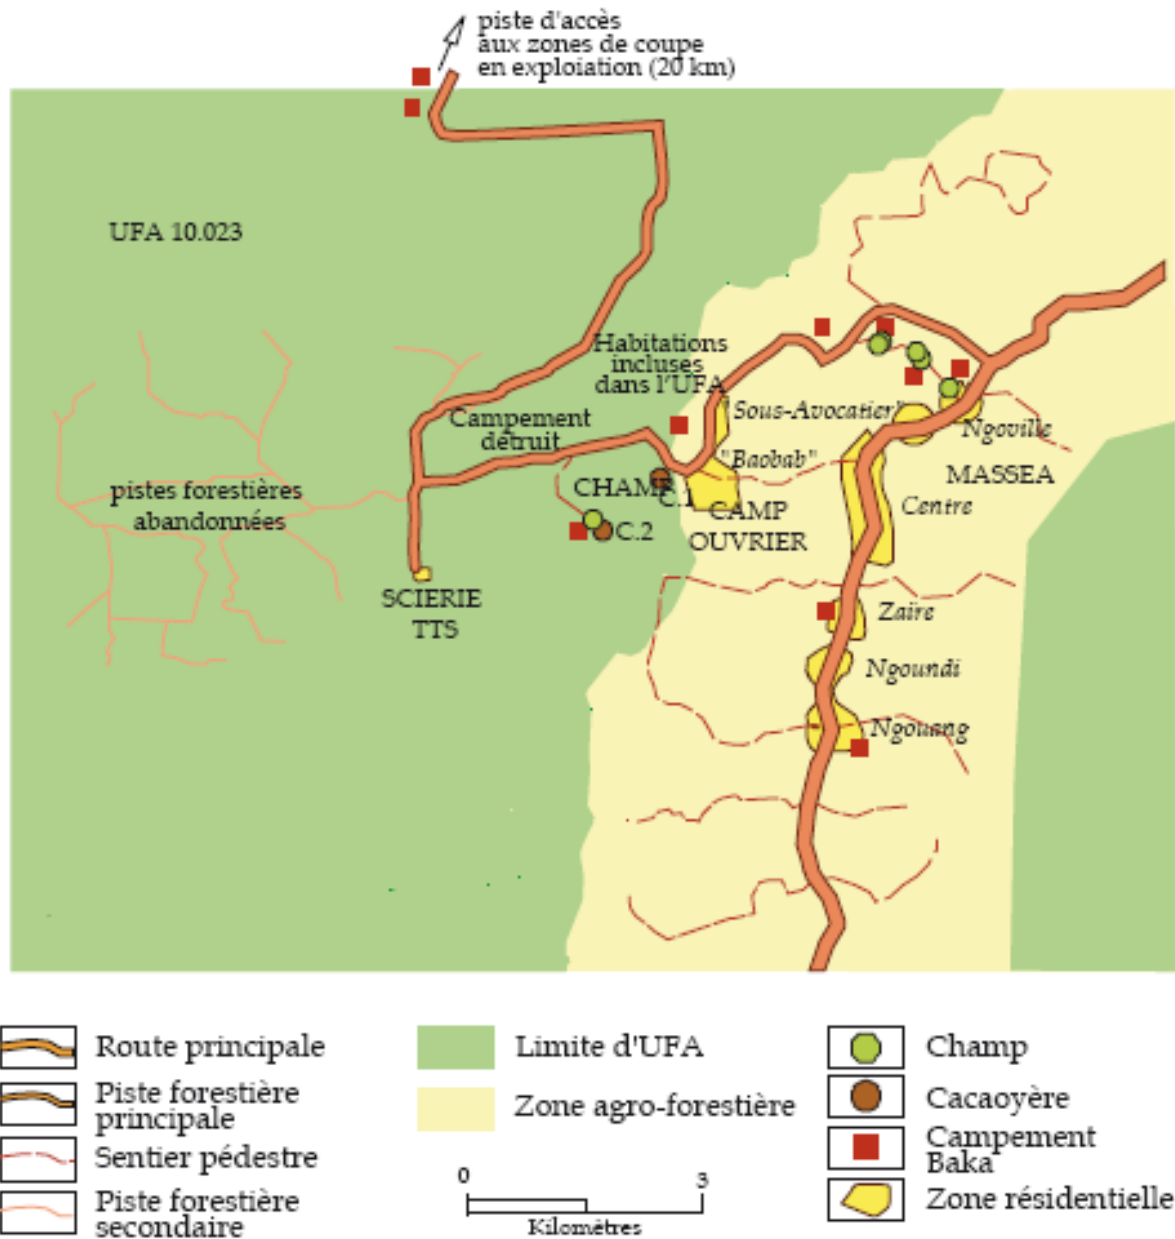 piste d'accès
aux zones de coupe
en exploiation (20 km)
UFA 10.023
Habitations
incluses
dans l'UFA
"Sous-Avocatier"
Campement
détruit
Ngoville
"Baobab"
MASSEA
pistes forestières
abandonnées
CHAMP
C.1
Centre
CAMP
OUVRIER
C.2
SCIERIE
TTS
Zaïre
Ngoundi
Ngouang
Route principale
Piste forestière
principale
Sentier pédestre
Piste forestière
secondaire
Limite d'UFA
Zone agro-forestière
0 3
Kilomètres
Champ
Cacaoyère
Campement
Baka
Zone résidentielle